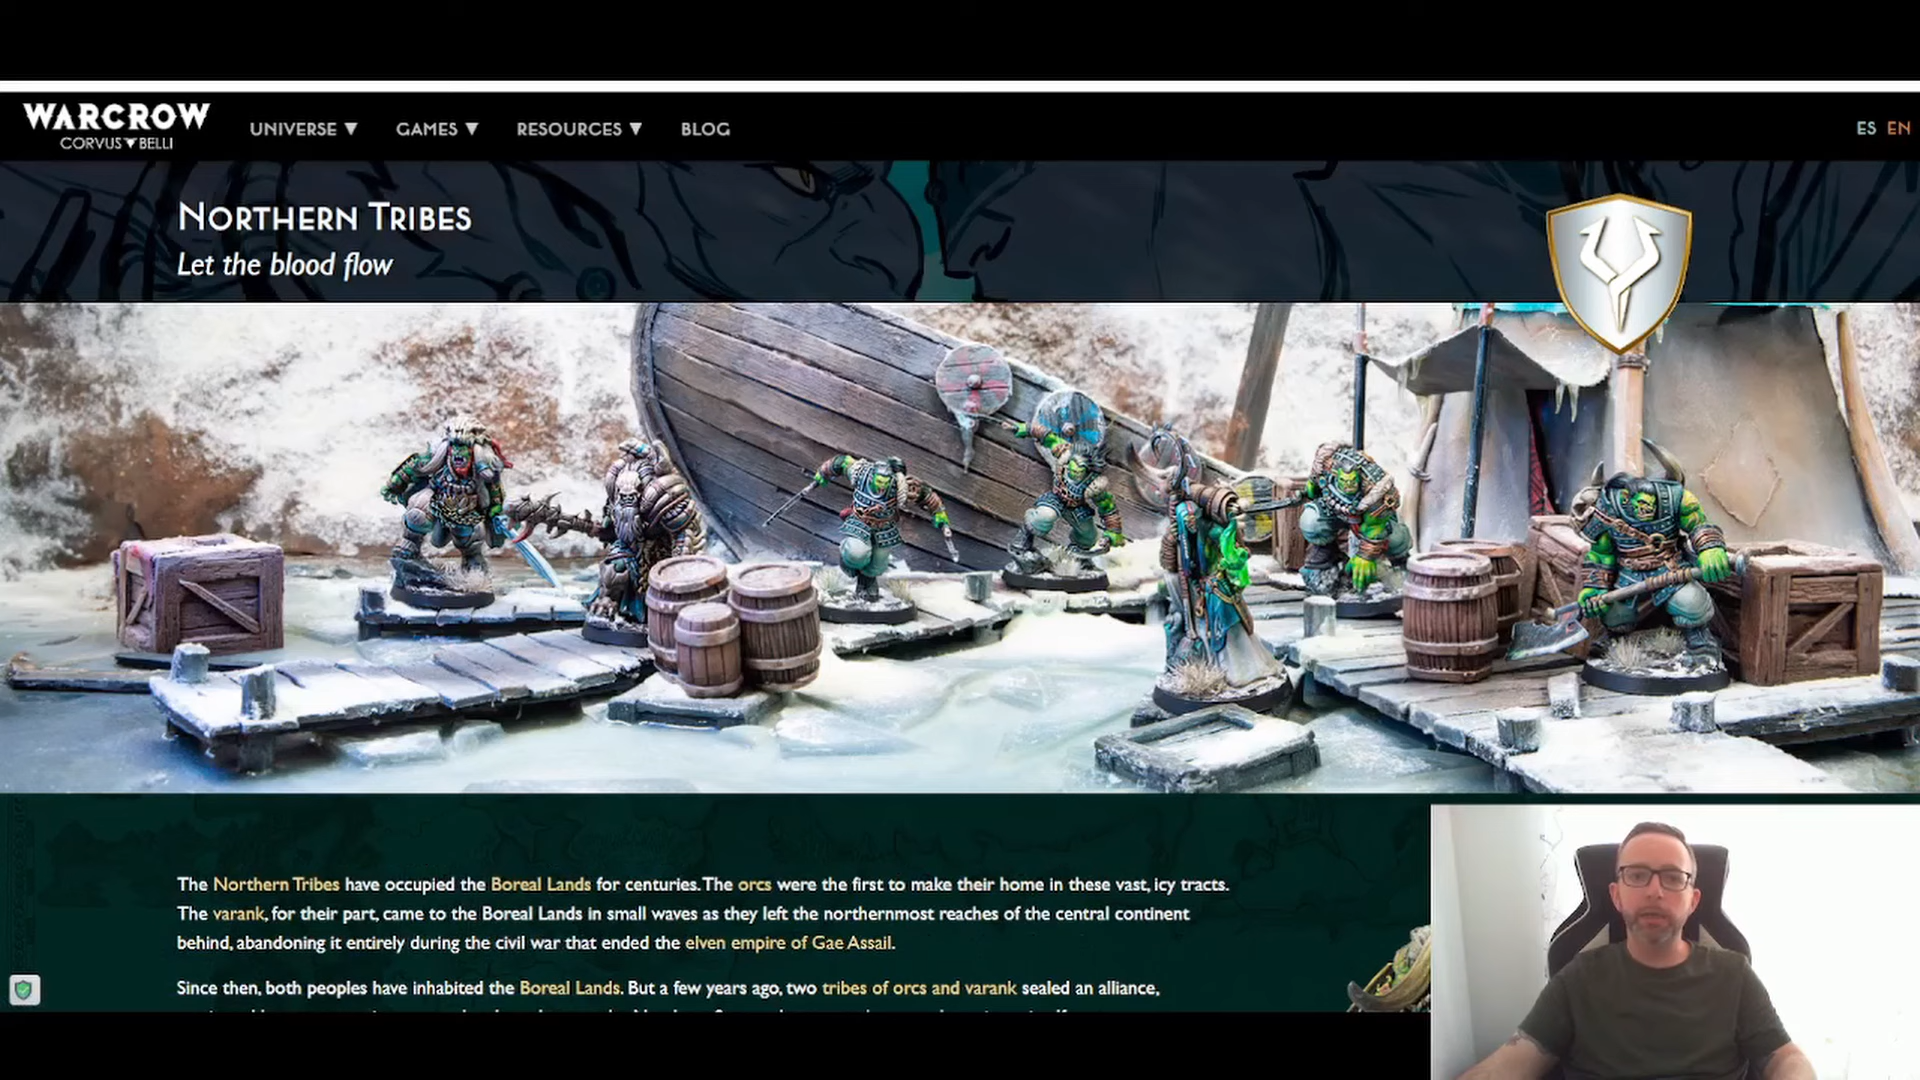 WARCROW
CORVUS BELLI
UNIVERSE ▼ GAMES ▼ RESOURCES ▼ BLOG
ES EN
NORTHERN TRIBES
Let the blood flow
The Northern Tribes have occupied the Boreal Lands for centuries. The orcs were the first to make their home in these vast, icy tracts.
The varank, for their part, came to the Boreal Lands in small waves as they left the northernmost reaches of the central continent
behind, abandoning it entirely during the civil war that ended the elven empire of Gae Assail.
Since then, both peoples have inhabited the Boreal Lands. But a few years ago, two tribes of orcs and varank sealed an alliance,